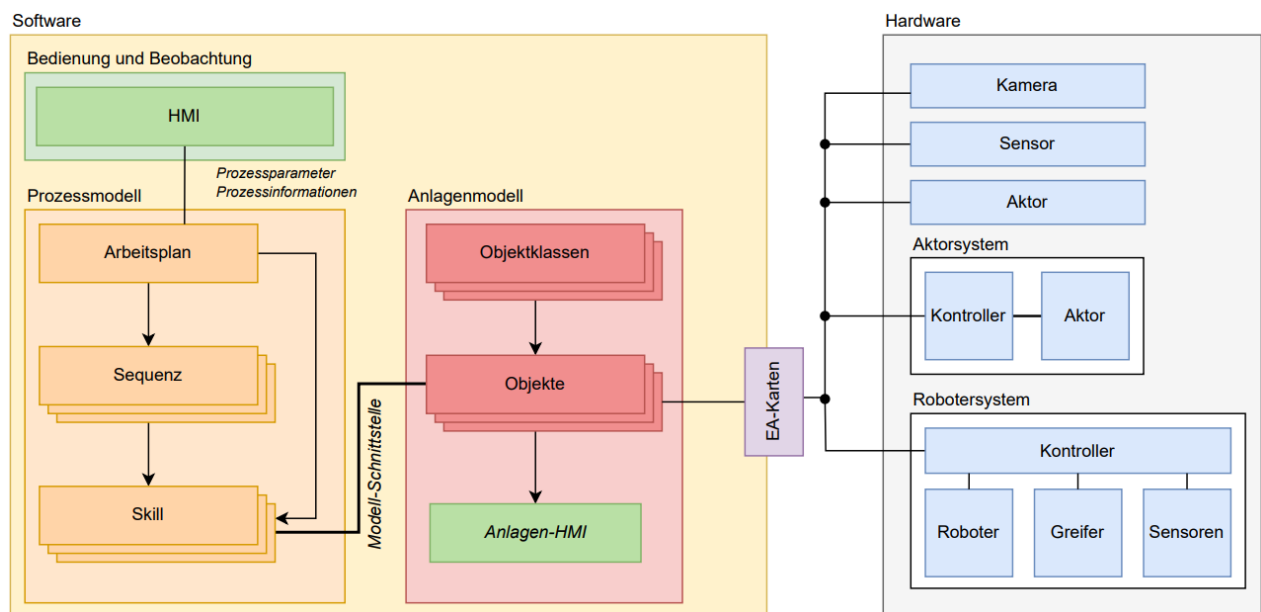 Software
Bedienung und Beobachtung
HMI
Prozessparameter
Prozessinformationen
Prozessmodell
Arbeitsplan
Sequenz
Skill
Modell-Schnittstelle
Anlagenmodell
Objektklassen
Objekte
Anlagen-HMI
EA-Karten
Hardware
Kamera
Sensor
Aktor
Aktorsystem
Kontroller
Aktor
Robotersystem
Kontroller
Roboter
Greifer
Sensoren